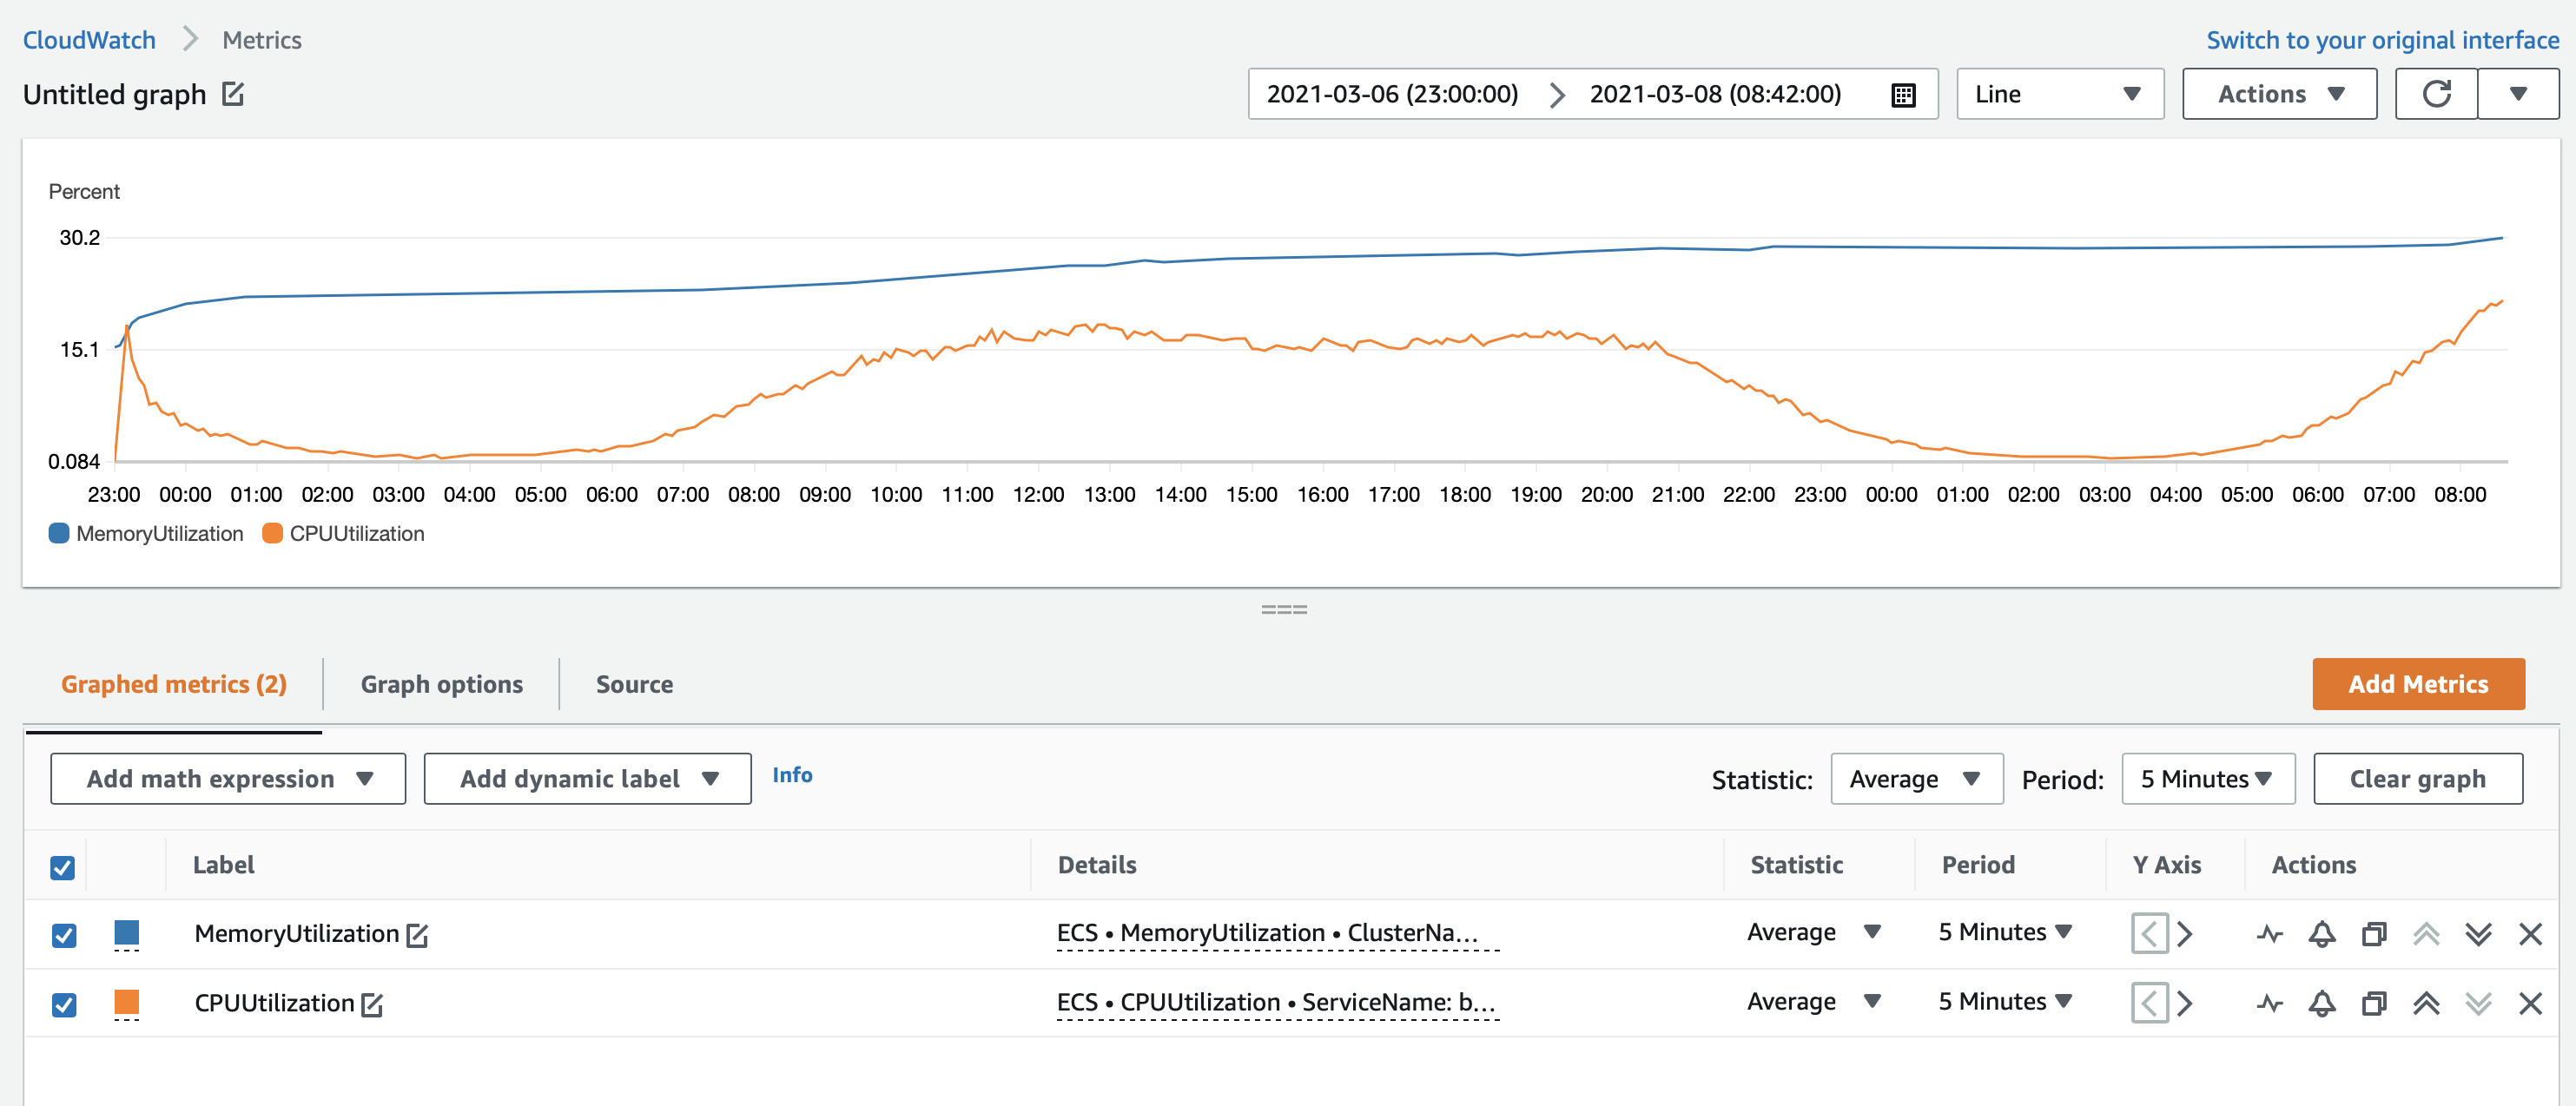 CloudWatch Metrics Switch to your original interface
Untitled graph 2021-03-06 (23:00:00) 2021-03-08 (08:42:00) Line Actions
Percent
30.2
15.1
0.084
23:00 00:00 01:00 02:00 03:00 04:00 05:00 06:00 07:00 08:00 09:00 10:00 11:00 12:00 13:00 14:00 15:00 16:00 17:00 18:00 19:00 20:00 21:00 22:00 23:00 00:00 01:00 02:00 03:00 04:00 05:00 06:00 07:00 08:00
MemoryUtilization CPUUtilization
Graphed metrics (2) Graph options Source Add Metrics
Add math expression Add dynamic label Info Statistic: Average Period: 5 Minutes Clear graph
Label Details Statistic Period Y Axis Actions
MemoryUtilization ECS • MemoryUtilization • ClusterNa... Average 5 Minutes
CPUUtilization ECS • CPUUtilization • ServiceName: b... Average 5 Minutes